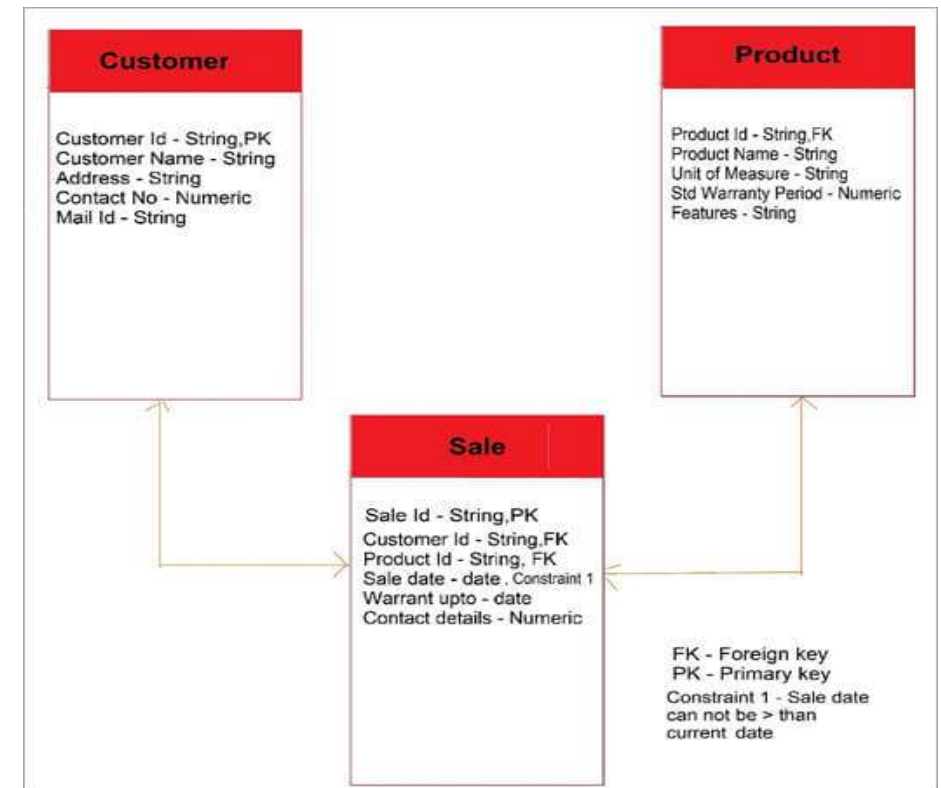 Customer
Customer Id - String,PK
Customer Name - String
Address - String
Contact No - Numeric
Mail Id - String
Product
Product Id - String,FK
Product Name - String
Unit of Measure - String
Std Warranty Period - Numeric
Features - String
Sale
Sale Id - String,PK
Customer Id - String,FK
Product Id - String, FK
Sale date - date , Constraint 1
Warrant upto - date
Contact details - Numeric
FK - Foreign key
PK - Primary key
Constraint 1 - Sale date
can not be > than
current date